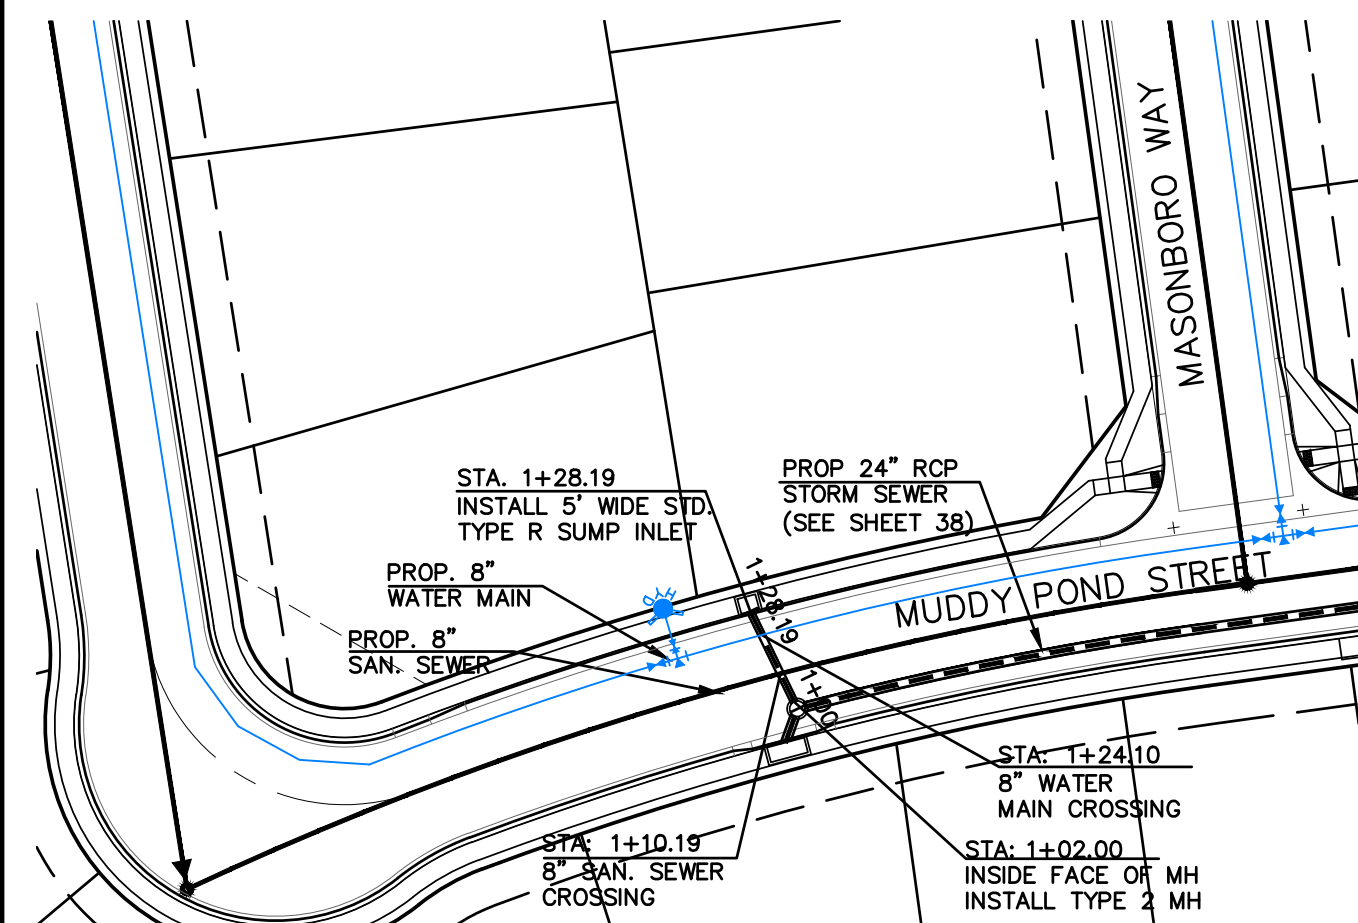 MASONBORO WAY
STA. 1+28.19
INSTALL 5' WIDE STD.
TYPE R SUMP INLET
PROP 24" RCP
STORM SEWER
(SEE SHEET 38)
PROP. 8"
WATER MAIN
HYD
1+28.19
MUDDY POND STREET
PROP. 8"
SAN. SEWER
1+00
STA: 1+24.10
8" WATER
MAIN CROSSING
STA: 1+10.19
8" SAN. SEWER
CROSSING
STA: 1+02.00
INSIDE FACE OF MH
INSTALL TYPE 2 MH